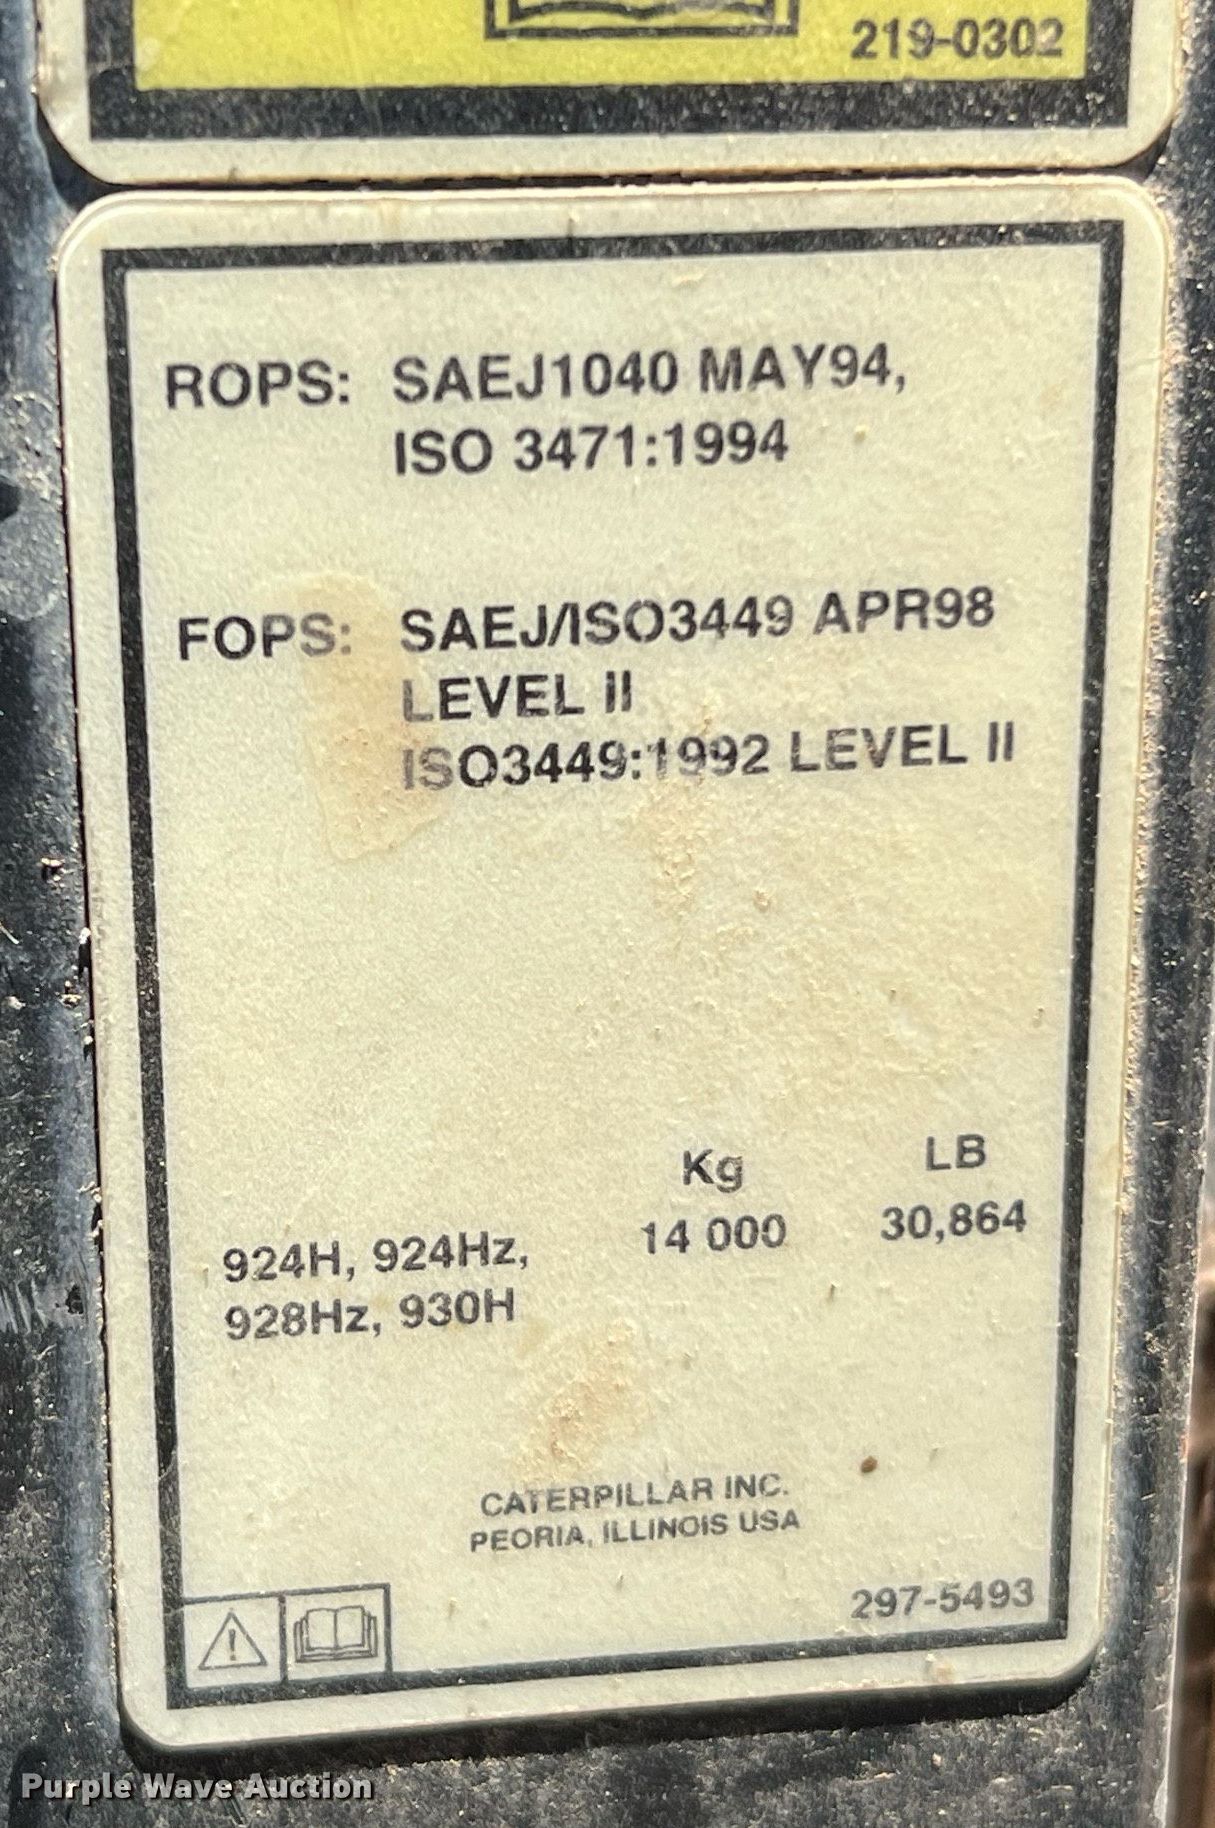 219-0302
ROPS: SAEJ1040 MAY94,
ISO 3471:1994
FOPS: SAEJ/ISO3449 APR98
LEVEL II
ISO3449:1992 LEVEL II
Kg LB
924H, 924Hz, 14 000 30,864
928Hz, 930H
CATERPILLAR INC.
PEORIA, ILLINOIS USA
297-5493
Purple Wave Auction